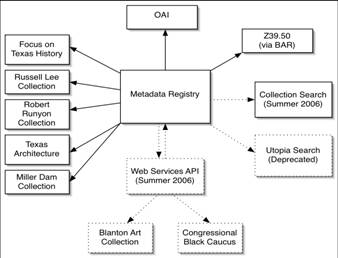 OAI
Focus on
Texas History
Z39.50
(via BAR)
Russell Lee
Collection
Metadata Registry
Robert
Runyon
Collection
Collection Search
(Summer 2006)
Texas
Architecture
Utopia Search
(Deprecated)
Miller Dam
Collection
Web Services API
(Summer 2006)
Blanton Art
Collection
Congressional
Black Caucus